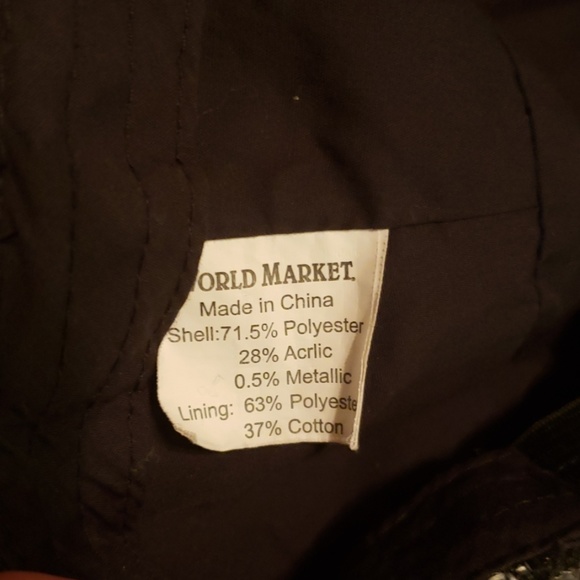 ORLD MARKET.
Made in China
Shell:71.5% Polyester
28% Acrlic
0.5% Metallic
Lining: 63% Polyeste
37% Cotton